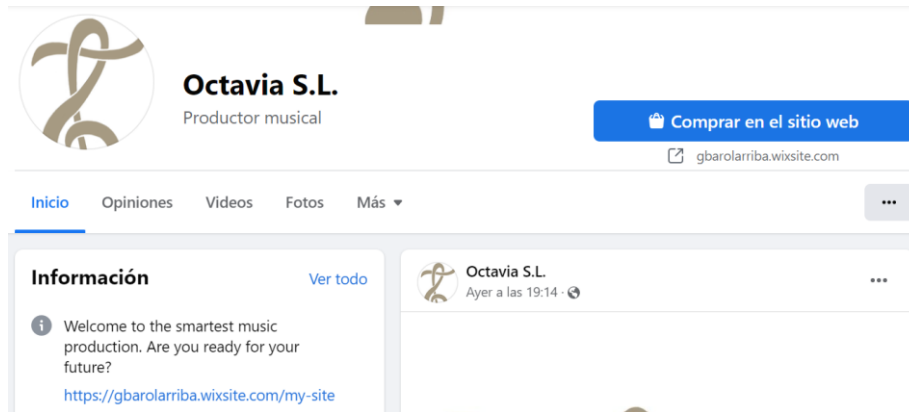 Octavia S.L.
Productor musical
Comprar en el sitio web
gbarolarriba.wixsite.com
Inicio Opiniones Videos Fotos Más
Información Ver todo
Welcome to the smartest music
production. Are you ready for your
future?
https://gbarolarriba.wixsite.com/my-site
Octavia S.L.
Ayer a las 19:14 ·